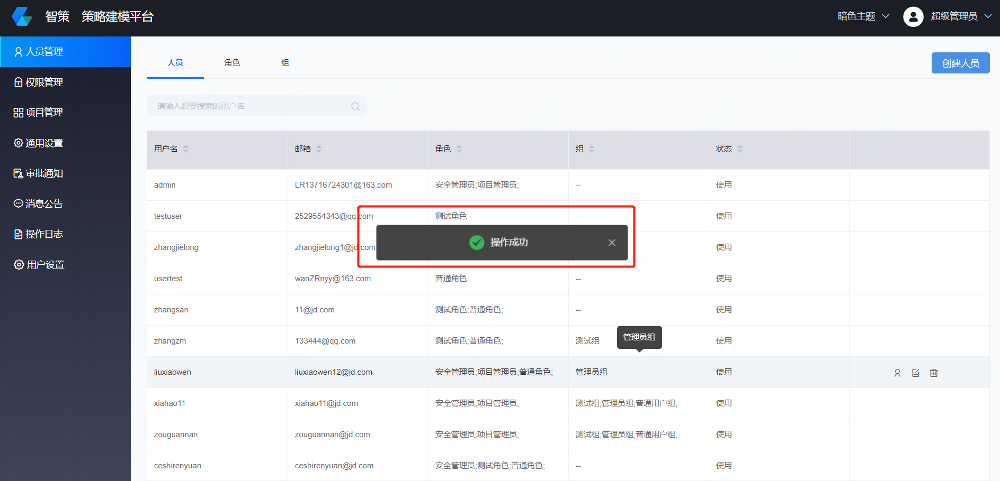 智策 策略建模平台
暗色主题
超级管理员
人员管理
权限管理
项目管理
通用设置
审批通知
消息公告
操作日志
用户设置
人员 角色 组
创建人员
请输入想要搜索的用户名
用户名 邮箱 角色 组 状态
admin LR13716724301@163.com 安全管理员;项目管理员; -- 使用
testuser 2529554343@qq.com 测试角色 -- 使用
zhangjielong zhangjielong1@jd.com 使用
操作成功
usertest wanZRnyy@163.com 普通角色 -- 使用
zhangsan 11@jd.com 测试角色;普通角色; -- 使用
zhangzm 133444@qq.com 测试角色;普通角色; 测试组 使用
管理员组
liuxiaowen liuxiaowen12@jd.com 安全管理员;项目管理员;普通角色; 管理员组 使用
xiahao11 xiahao11@jd.com 安全管理员;项目管理员; 测试组;管理员组;普通用户组; 使用
zouguannan zouguannan@jd.com 安全管理员;项目管理员; 测试组;管理员组;普通用户组; 使用
ceshirenyuan ceshirenyuan@jd.com 安全管理员;测试角色;普通角色; -- 使用